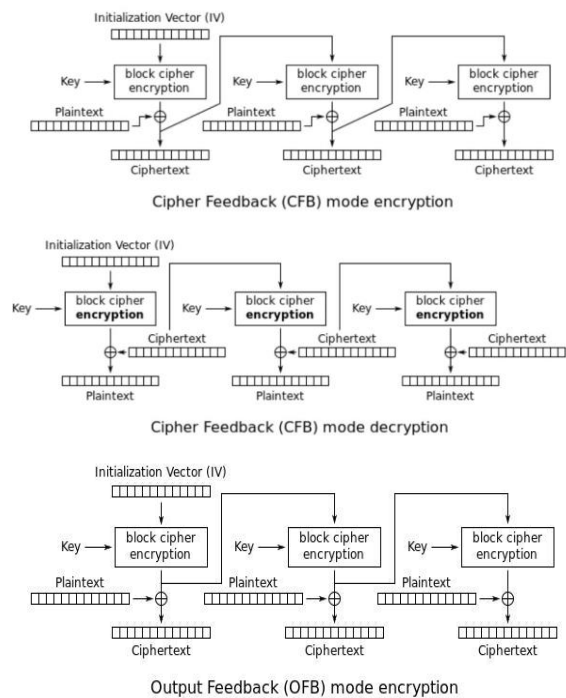 Initialization Vector (IV)
Key block cipher encryption Key block cipher encryption Key block cipher encryption
Plaintext Plaintext Plaintext
Ciphertext Ciphertext Ciphertext
Cipher Feedback (CFB) mode encryption
Initialization Vector (IV)
Key block cipher encryption Key block cipher encryption Key block cipher encryption
Ciphertext Ciphertext Ciphertext
Plaintext Plaintext Plaintext
Cipher Feedback (CFB) mode decryption
Initialization Vector (IV)
Key block cipher encryption Key block cipher encryption Key block cipher encryption
Plaintext Plaintext Plaintext
Ciphertext Ciphertext Ciphertext
Output Feedback (OFB) mode encryption